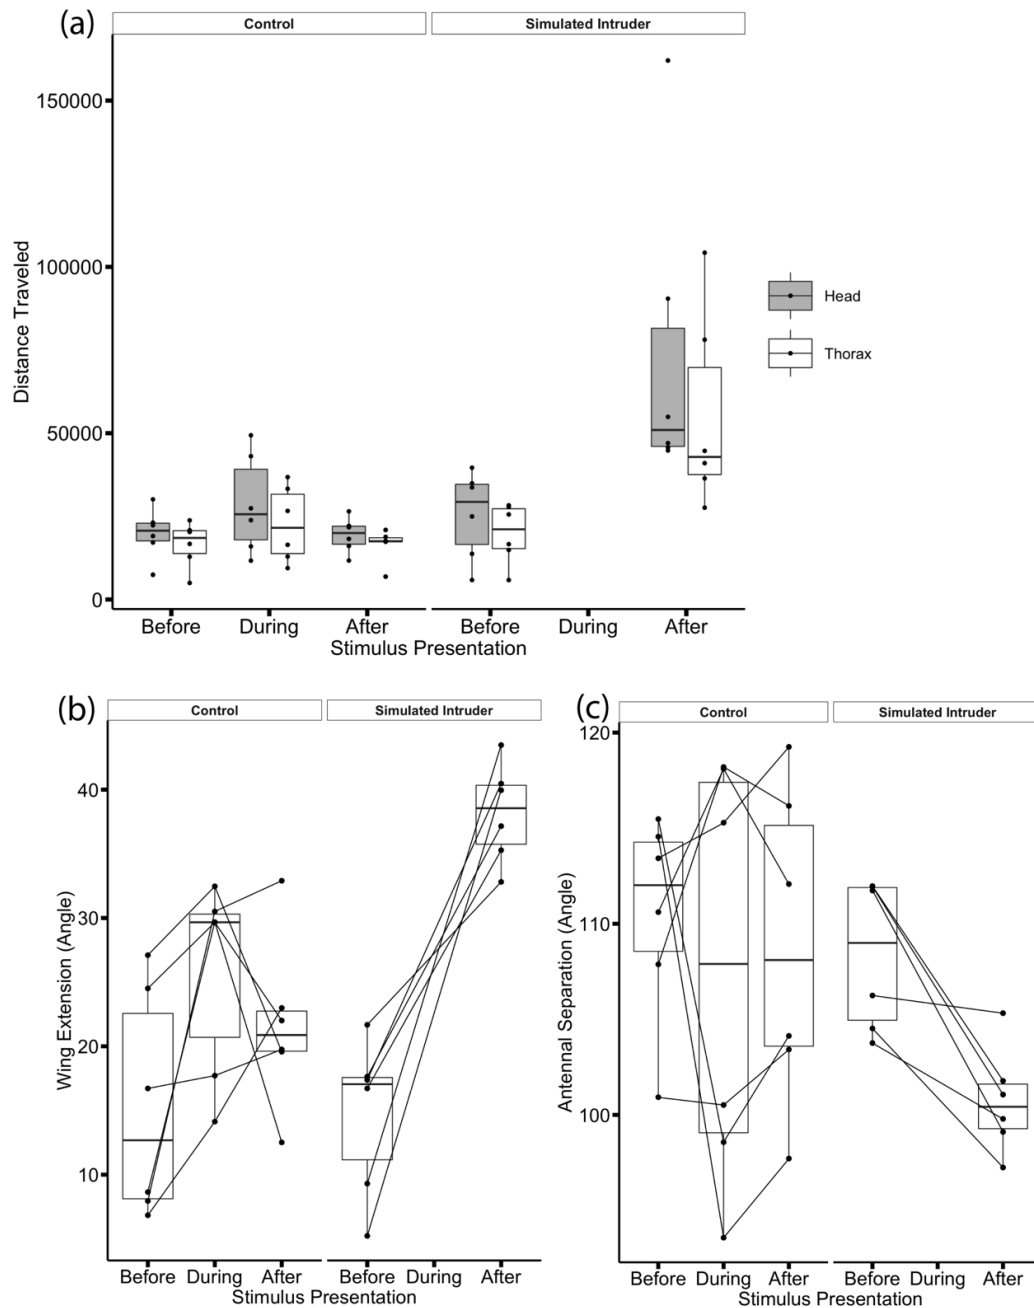 (a)
Control
Simulated Intruder
150000
100000
50000
0
Distance Traveled
Head
Thorax
Before During After Before During After
Stimulus Presentation
(b)
Control
Simulated Intruder
40
30
20
10
Wing Extension (Angle)
Before During After Before During After
Stimulus Presentation
(c)
Control
Simulated Intruder
120
110
100
Antennal Separation (Angle)
Before During After Before During After
Stimulus Presentation